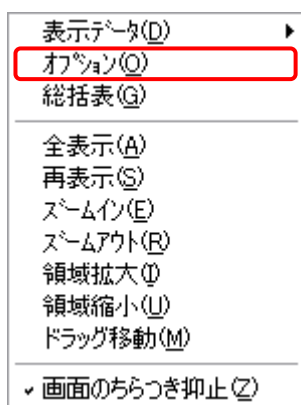 表示ﾃﾞｰﾀ(D)
ｵﾌﾟｼｮﾝ(O)
総括表(G)
全表示(A)
再表示(S)
ｽﾞｰﾑｲﾝ(E)
ｽﾞｰﾑｱｳﾄ(R)
領域拡大(I)
領域縮小(U)
ドラッグ移動(M)
画面のちらつき抑止(Z)